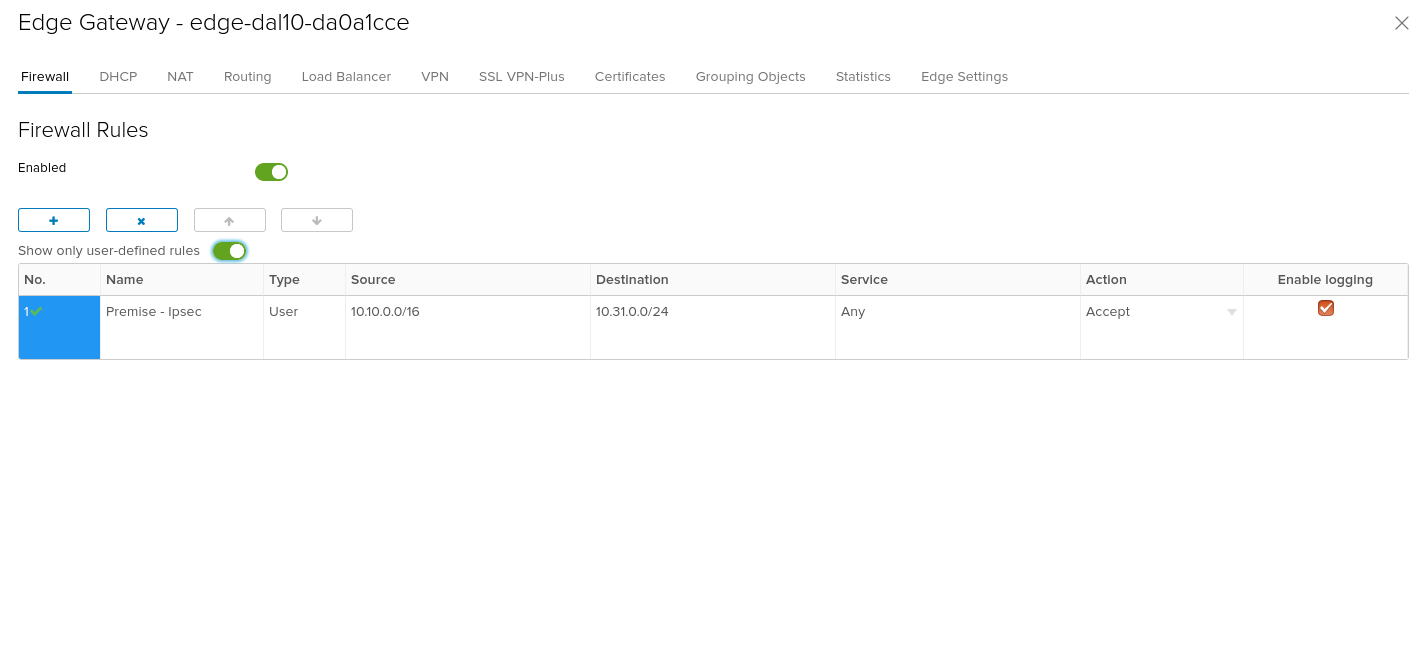 Edge Gateway - edge-dal10-da0a1cce
Firewall DHCP NAT Routing Load Balancer VPN SSL VPN-Plus Certificates Grouping Objects Statistics Edge Settings
Firewall Rules
Enabled
Show only user-defined rules
No. Name Type Source Destination Service Action Enable logging
1 Premise - Ipsec User 10.10.0.0/16 10.31.0.0/24 Any Accept